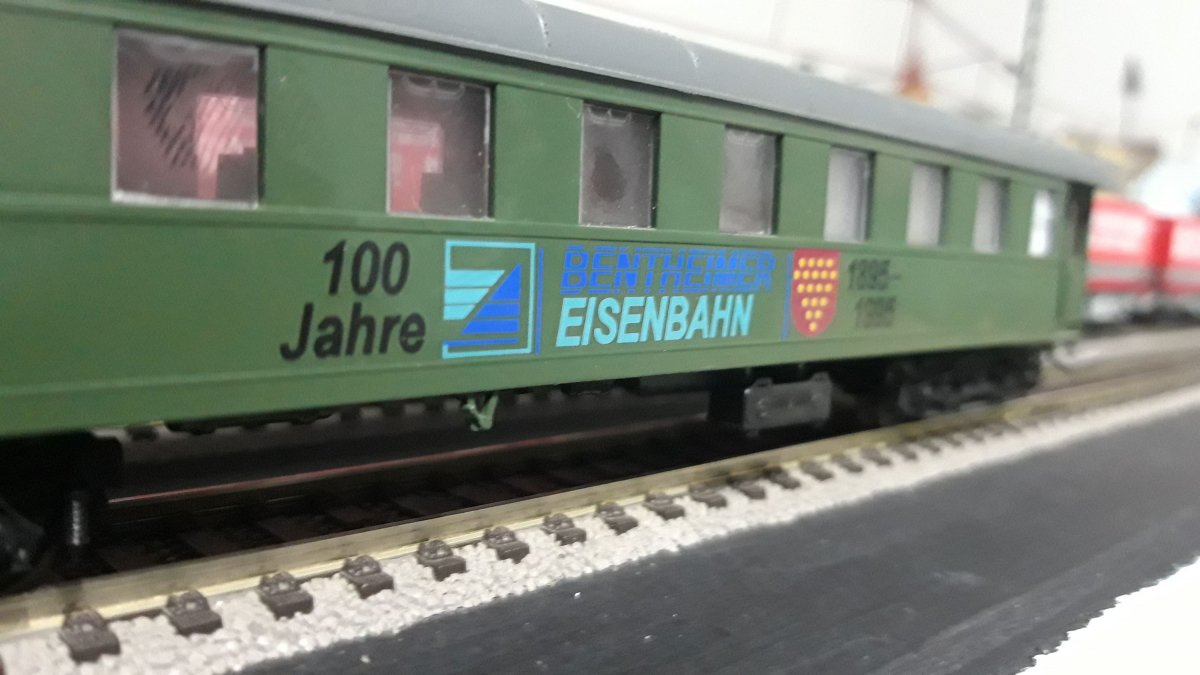 100
Jahre
BENTHEIMER
EISENBAHN
1895-
1995